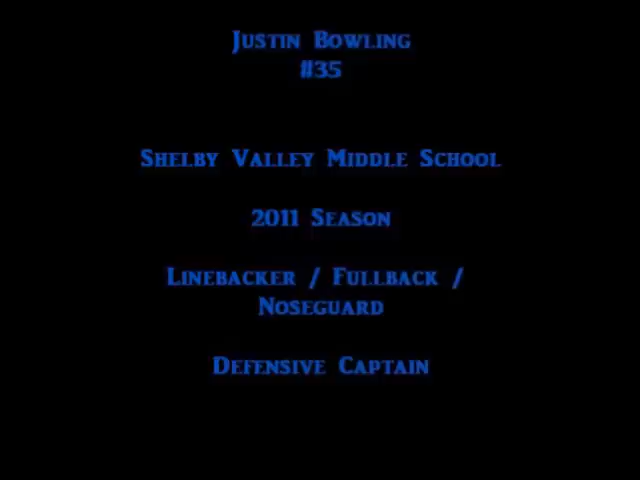 Justin Bowling
#35
Shelby Valley Middle School
2011 Season
Linebacker / Fullback /
Noseguard
Defensive Captain